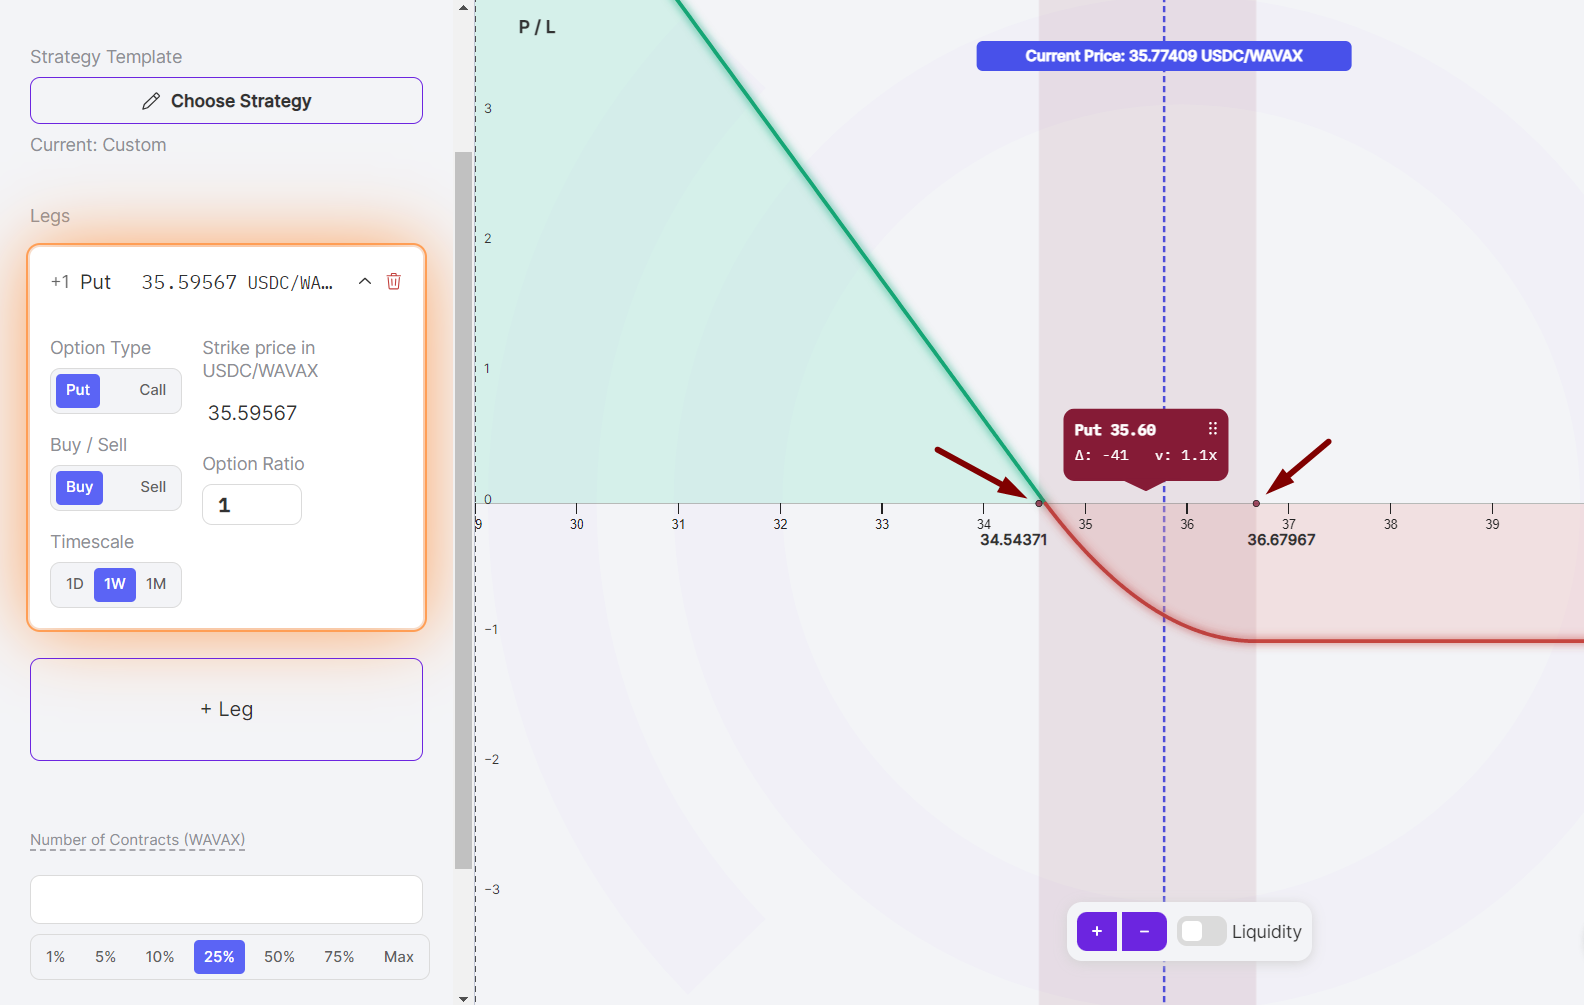 Strategy Template
Choose Strategy
Current: Custom
Legs
+1 Put 35.59567 USDC/WA…
Option Type
Put Call
Strike price in
USDC/WAVAX
35.59567
Buy / Sell
Buy Sell
Option Ratio
1
Timescale
1D 1W 1M
+ Leg
Number of Contracts (WAVAX)
1% 5% 10% 25% 50% 75% Max
P / L
Current Price: 35.77409 USDC/WAVAX
3
2
1
Put 35.60
Δ: -41 v: 1.1x
0
9 30 31 32 33 34 35 36 37 38 39
34.54371 36.67967
−1
−2
−3
+ − Liquidity